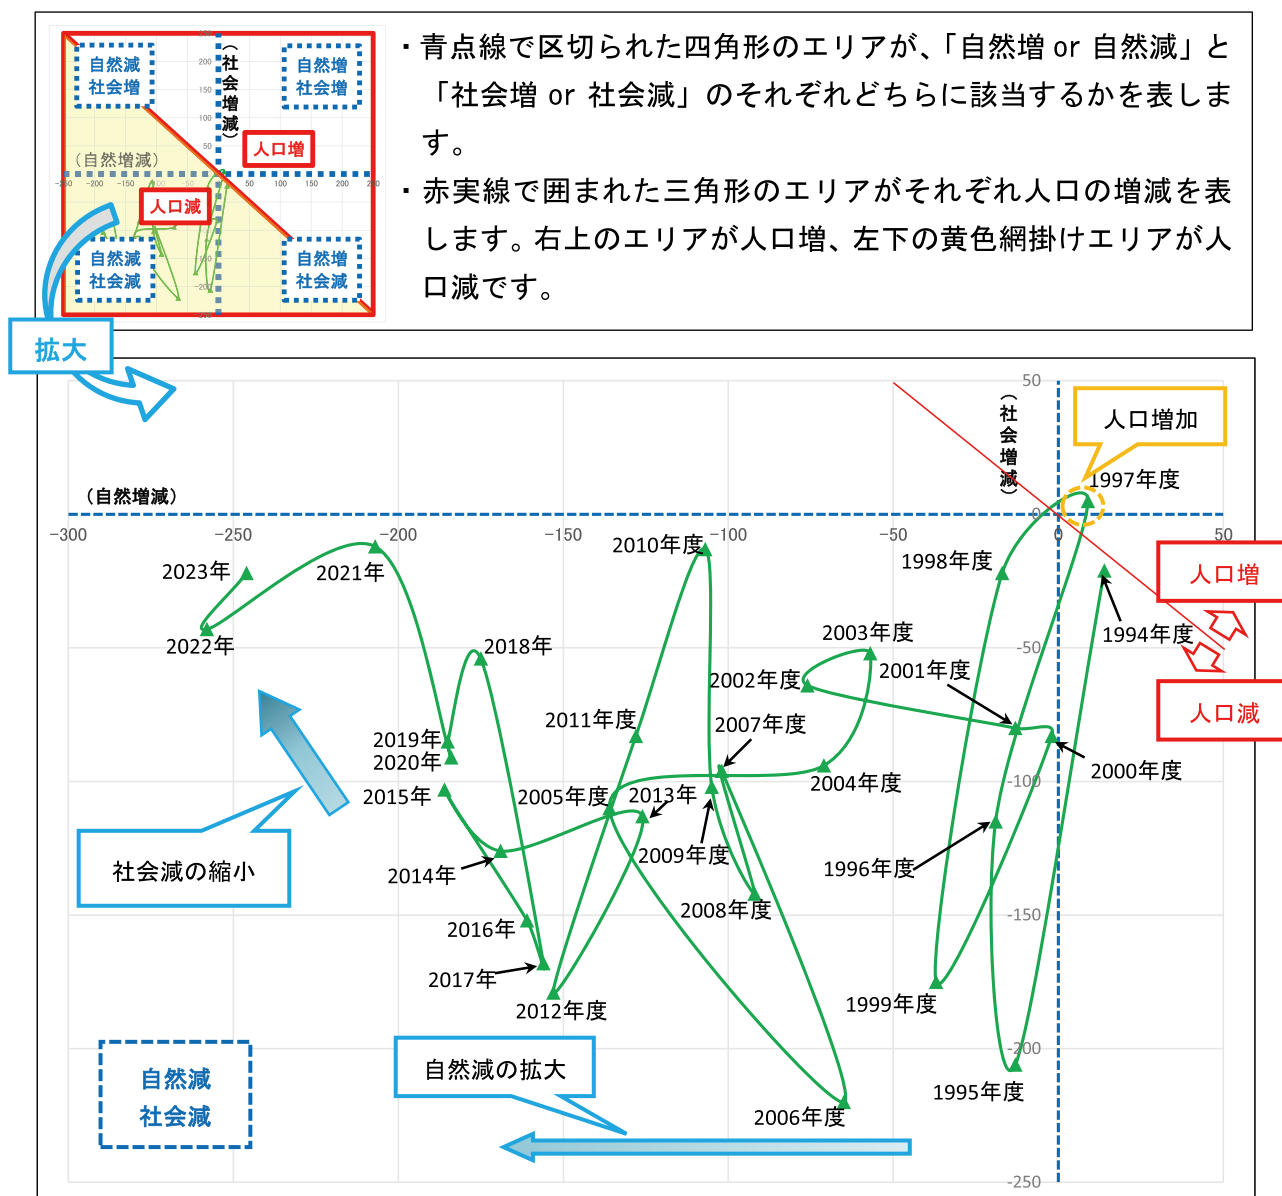 自然減
社会増
自然増
社会増
(社会増減)
200
150
100
50
人口増
(自然増減)
-200
-150
50
100
150
200
人口減
自然減
社会減
自然増
社会減
・青点線で区切られた四角形のエリアが、「自然増 or 自然減」と
「社会増 or 社会減」のそれぞれどちらに該当するかを表しま
す。
・赤実線で囲まれた三角形のエリアがそれぞれ人口の増減を表
します。右上のエリアが人口増、左下の黄色網掛けエリアが人
口減です。
拡大
50
(社会増減)
人口増加
1997年度
(自然増減)
0
-300
-250
-200
-150
-100
-50
0
50
2010年度
1998年度
2023年
2021年
人口増
2022年
2018年
2003年度
1994年度
-50
2001年度
2002年度
人口減
2011年度
2007年度
2019年
2020年
2000年度
-100
2004年度
2015年
2005年度
2013年
2009年度
社会減の縮小
2014年
1996年度
2008年度
-150
2016年
2017年
2012年度
1999年度
-200
自然減の拡大
自然減
社会減
1995年度
2006年度
-250